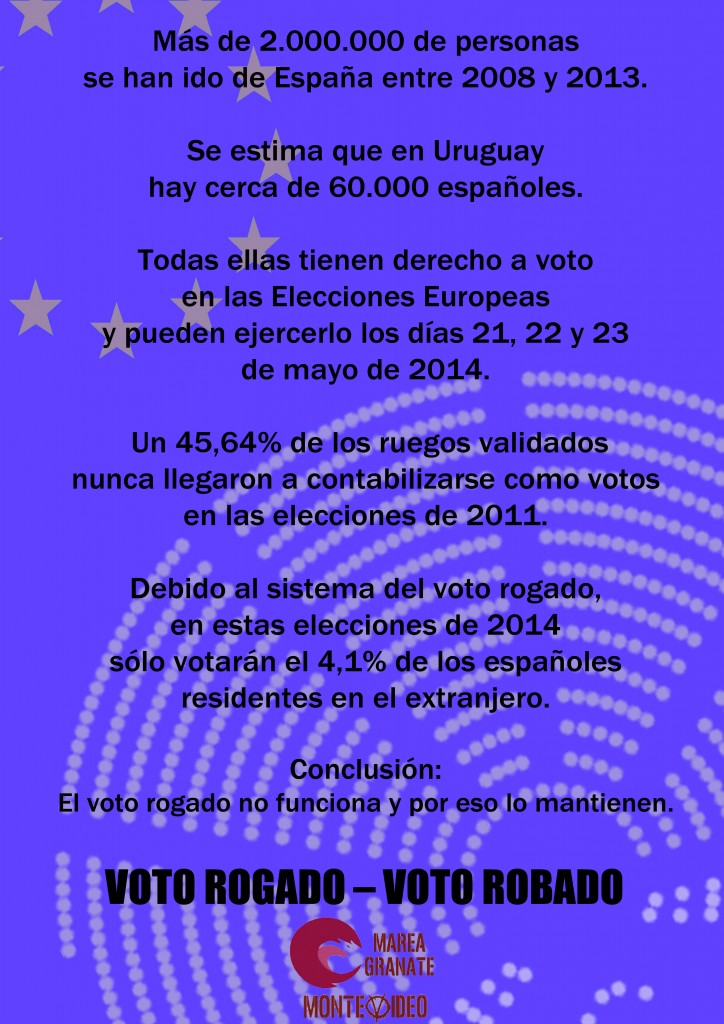 Más de 2.000.000 de personas
se han ido de España entre 2008 y 2013.
Se estima que en Uruguay
hay cerca de 60.000 españoles.
Todas ellas tienen derecho a voto
en las Elecciones Europeas
y pueden ejercerlo los días 21, 22 y 23
de mayo de 2014.
Un 45,64% de los ruegos validados
nunca llegaron a contabilizarse como votos
en las elecciones de 2011.
Debido al sistema del voto rogado,
en estas elecciones de 2014
sólo votarán el 4,1% de los españoles
residentes en el extranjero.
Conclusión:
El voto rogado no funciona y por eso lo mantienen.
VOTO ROGADO – VOTO ROBADO
MAREA
GRANATE
MONTEVIDEO